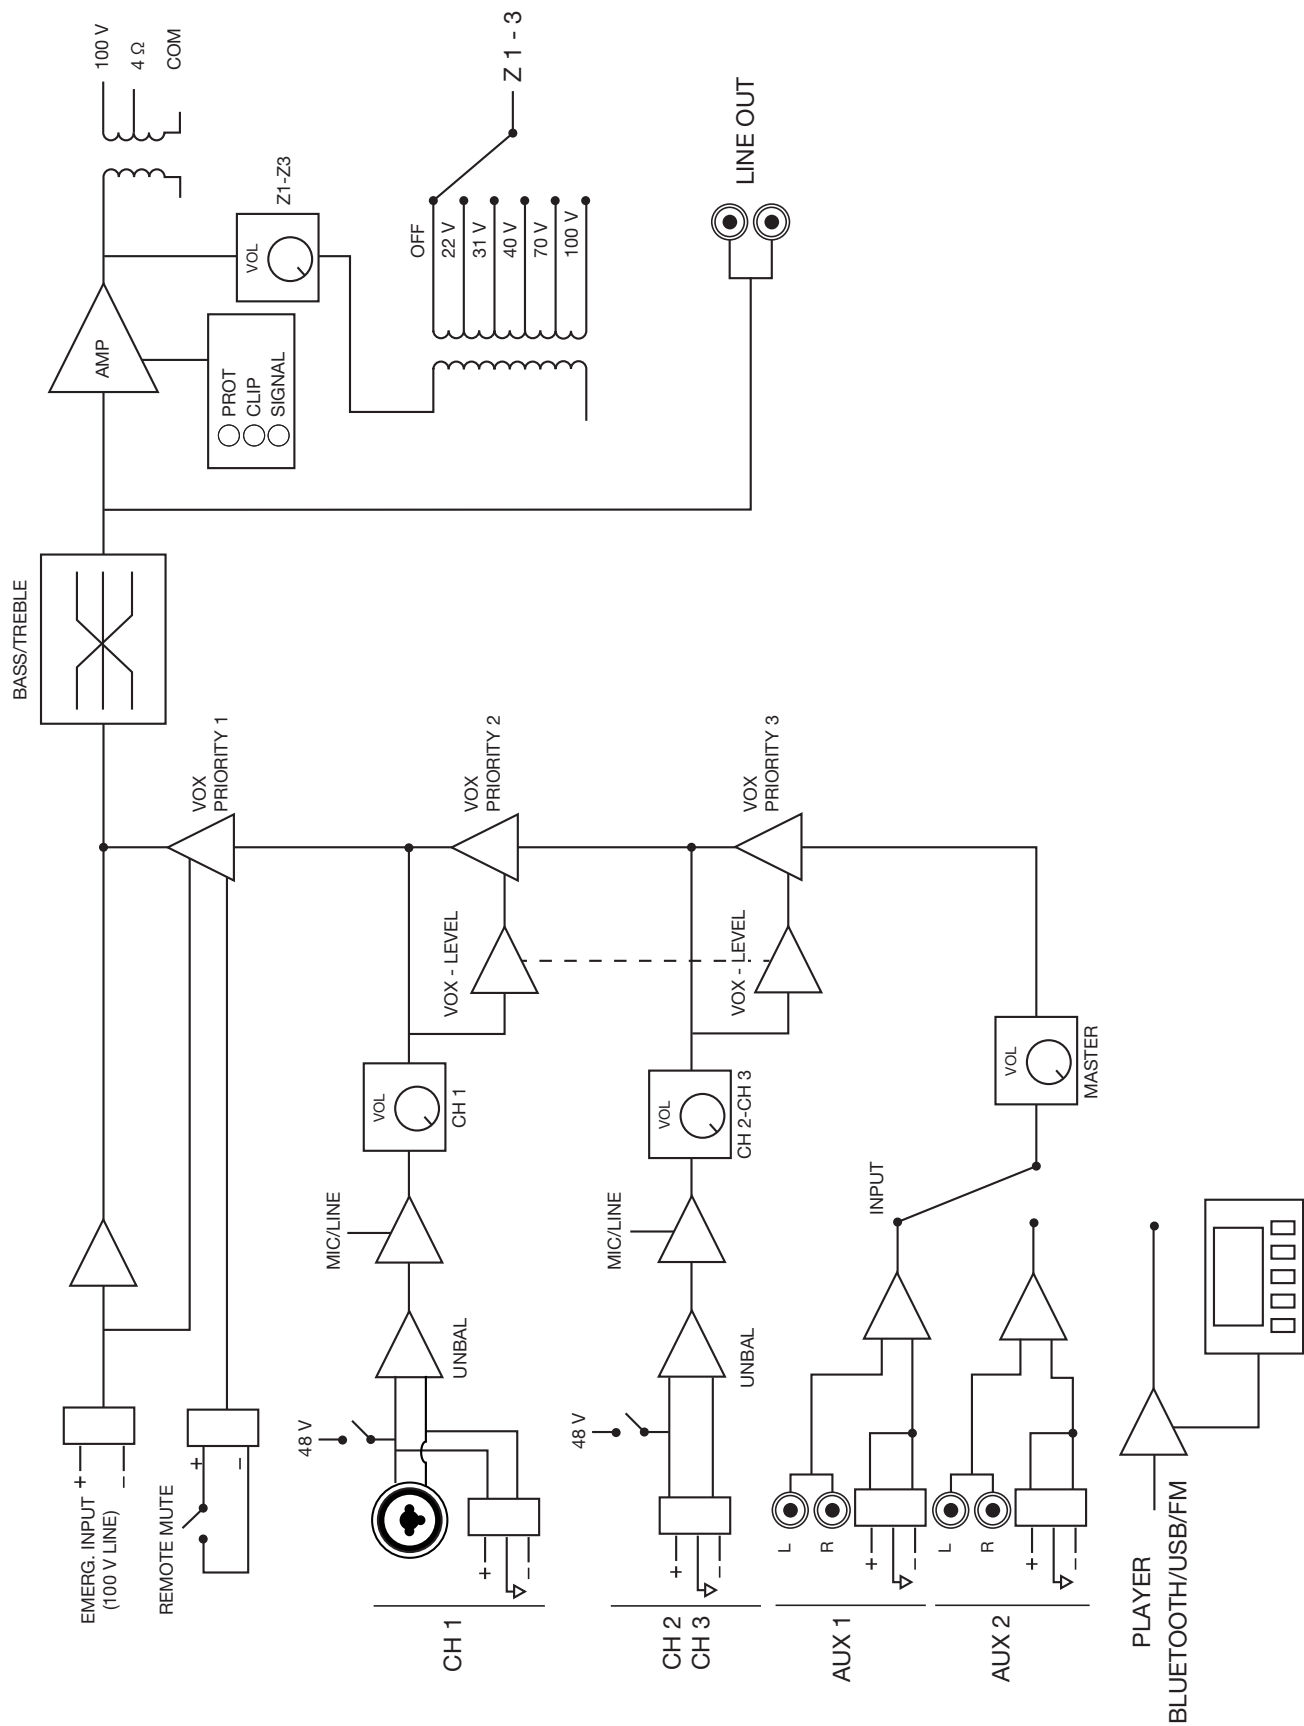 EMERG. INPUT
(100 V LINE)
+
−
REMOTE MUTE
+
−
BASS/TREBLE
VOX
PRIORITY 1
AMP
PROT
CLIP
SIGNAL
100 V
4 Ω
COM
VOL
Z1-Z3
OFF
22 V
31 V
40 V
70 V
100 V
Z 1 - 3
LINE OUT
CH 1
+
−
48 V
UNBAL
MIC/LINE
VOL
CH 1
VOX - LEVEL
VOX
PRIORITY 2
CH 2
CH 3
+
−
48 V
UNBAL
MIC/LINE
VOL
CH 2-CH 3
VOX - LEVEL
VOX
PRIORITY 3
AUX 1
L
R
+
−
INPUT
VOL
MASTER
AUX 2
L
R
+
−
PLAYER
BLUETOOTH/USB/FM